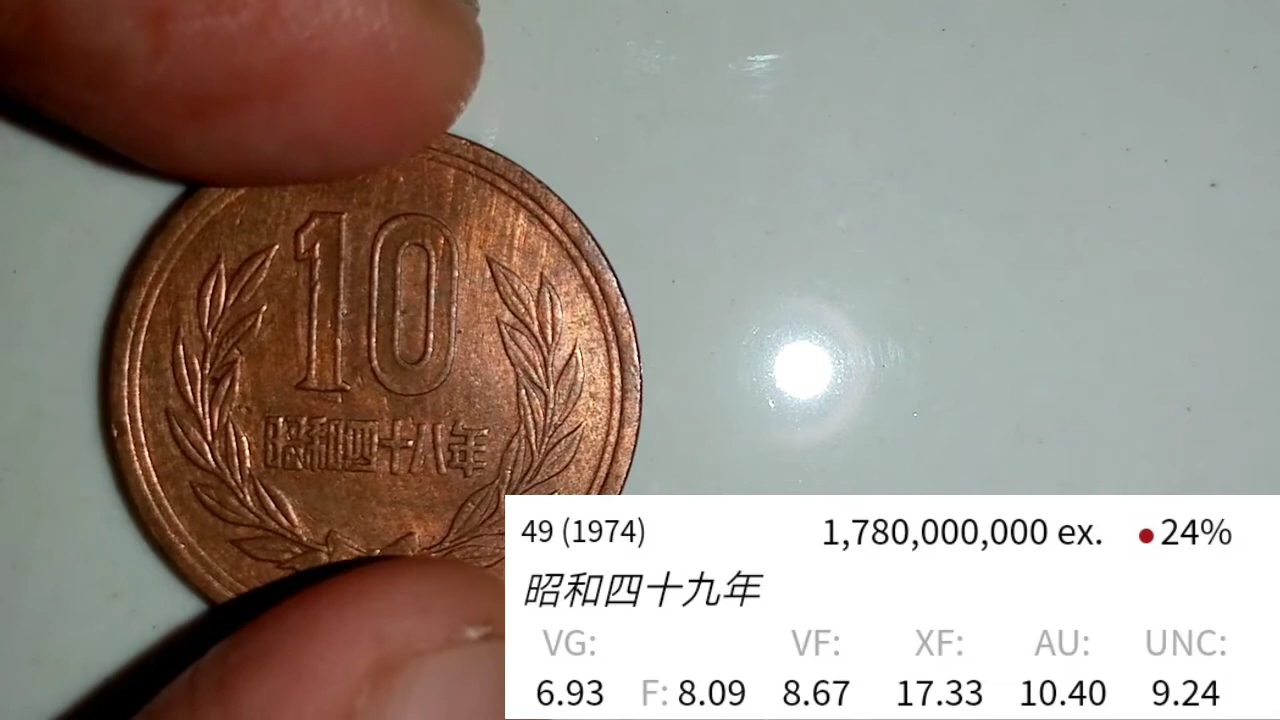 10
昭和四十八年
49 (1974) 1,780,000,000 ex. 24%
昭和四十九年
VG: VF: XF: AU: UNC:
6.93 F: 8.09 8.67 17.33 10.40 9.24